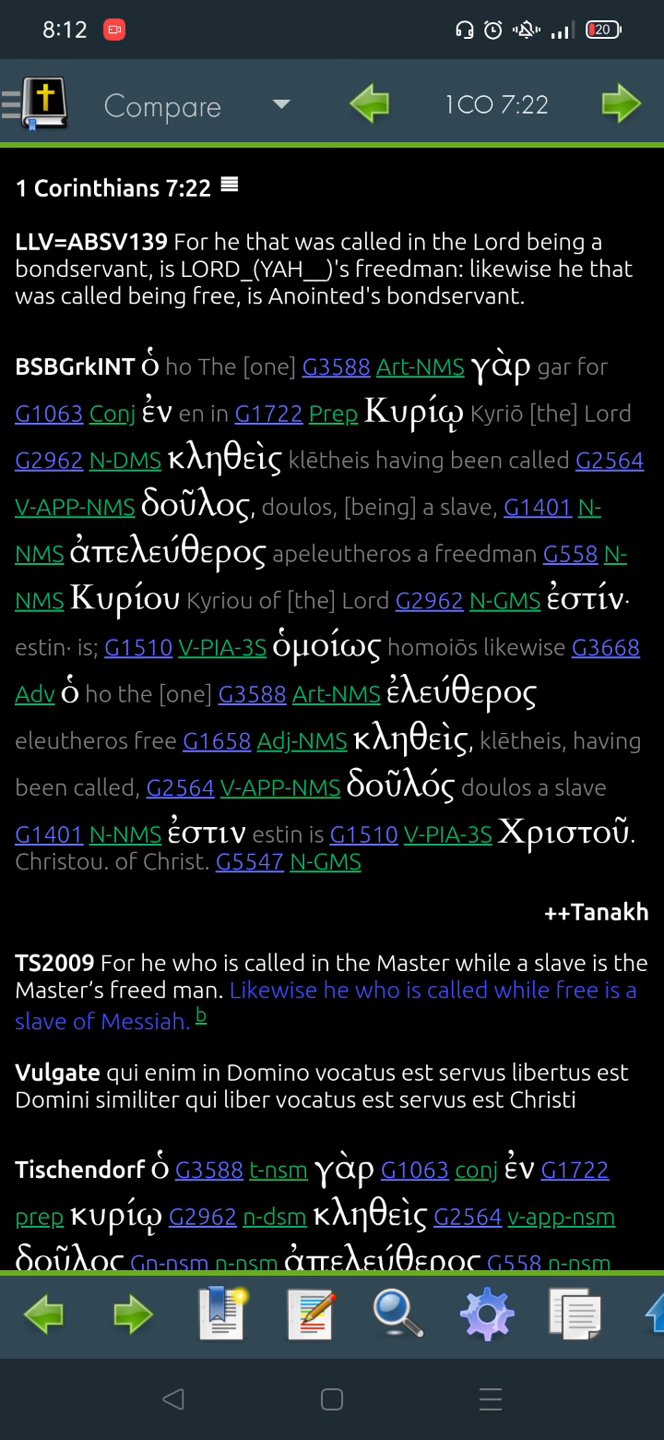 8:12
20
Compare
1CO 7:22
1 Corinthians 7:22
LLV=ABSV139 For he that was called in the Lord being a
bondservant, is LORD_(YAH__)'s freedman: likewise he that
was called being free, is Anointed's bondservant.
BSBGrkINT ὁ ho The [one] G3588 Art-NMS γὰρ gar for
G1063 Conj ἐν en in G1722 Prep Κυρίῳ Kyriō [the] Lord
G2962 N-DMS κληθεὶς klētheis having been called G2564
V-APP-NMS δοῦλος, doulos, [being] a slave, G1401 N-
NMS ἀπελεύθερος apeleutheros a freedman G558 N-
NMS Κυρίου Kyriou of [the] Lord G2962 N-GMS ἐστίν·
estin· is; G1510 V-PIA-3S ὁμοίως homoiōs likewise G3668
Adv ὁ ho the [one] G3588 Art-NMS ἐλεύθερος
eleutheros free G1658 Adj-NMS κληθεὶς, klētheis, having
been called, G2564 V-APP-NMS δοῦλός doulos a slave
G1401 N-NMS ἐστιν estin is G1510 V-PIA-3S Χριστοῦ.
Christou. of Christ. G5547 N-GMS
++Tanakh
TS2009 For he who is called in the Master while a slave is the
Master’s freed man. Likewise he who is called while free is a
slave of Messiah. b
Vulgate qui enim in Domino vocatus est servus libertus est
Domini similiter qui liber vocatus est servus est Christi
Tischendorf ὁ G3588 t-nsm γὰρ G1063 conj ἐν G1722
prep κυρίῳ G2962 n-dsm κληθεὶς G2564 v-app-nsm
δοῦλος Gn-nsm n-nsm ἀπελεύθερος G558 n-nsm